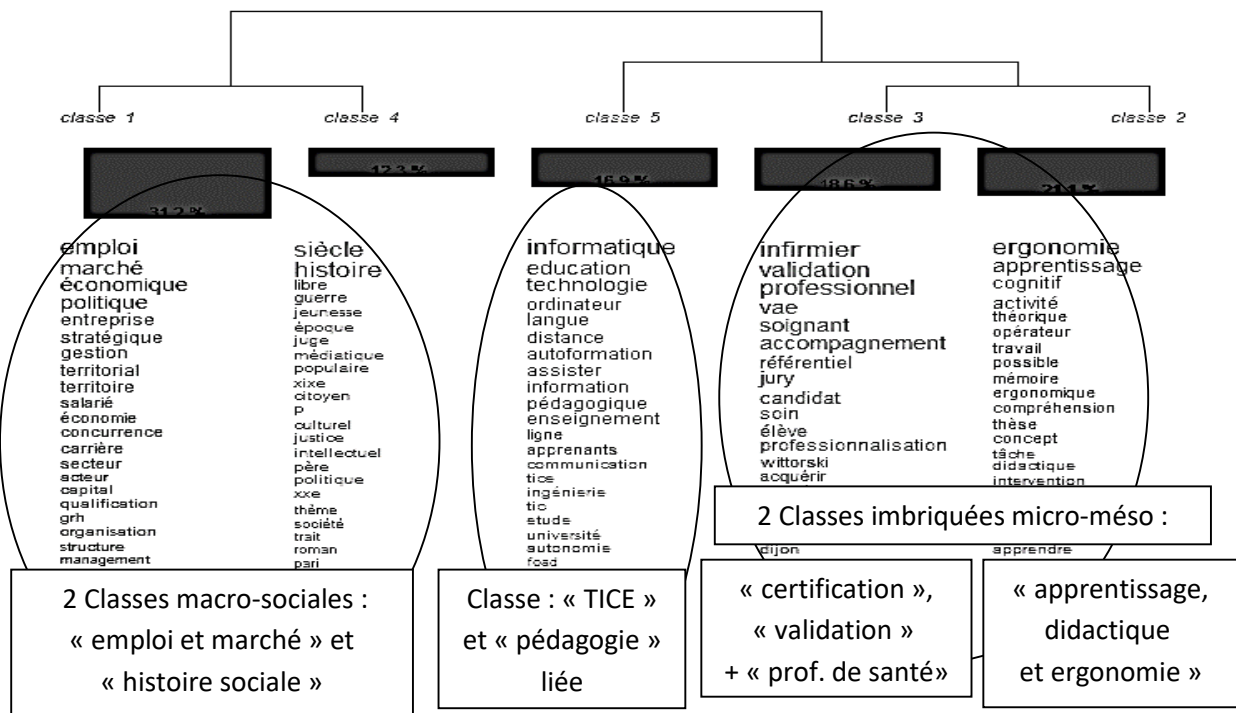 classe 1
classe 4
classe 5
classe 3
classe 2
31.2 %
12.3 %
16.9 %
18.6 %
21.1 %
emploi
marché
économique
politique
entreprise
stratégique
gestion
territorial
territoire
salarié
économie
concurrence
carrière
secteur
acteur
capital
qualification
grh
organisation
structure
management
siècle
histoire
libre
guerre
jeunesse
époque
juge
médiatique
populaire
xixe
citoyen
p
culturel
justice
intellectuel
père
politique
xxe
thème
société
trait
roman
pari
informatique
education
technologie
ordinateur
langue
distance
autoformation
assister
information
pédagogique
enseignement
ligne
apprenants
communication
tice
ingénierie
tic
stude
université
autonomie
foad
infirmier
validation
professionnel
vae
soignant
accompagnement
référentiel
jury
candidat
soin
élève
professionnalisation
wittorski
acquérir
dijon
ergonomie
apprentissage
cognitif
activité
théorique
opérateur
travail
possible
mémoire
ergonomique
compréhension
thèse
concept
tâche
didactique
intervention
apprendre
2 Classes macro-sociales :
« emploi et marché » et
« histoire sociale »
Classe : « TICE »
et « pédagogie »
liée
2 Classes imbriquées micro-méso :
« certification »,
« validation »
+ « prof. de santé»
« apprentissage,
didactique
et ergonomie »